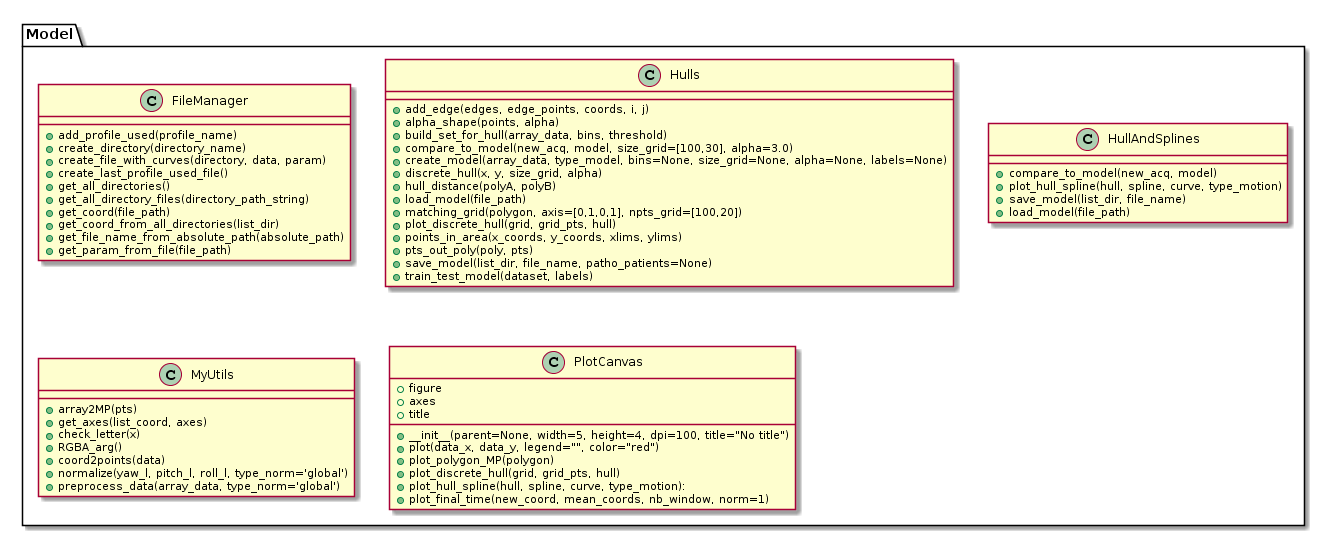 Model
C FileManager
add_profile_used(profile_name)
create_directory(directory_name)
create_file_with_curves(directory, data, param)
create_last_profile_used_file()
get_all_directories()
get_all_directory_files(directory_path_string)
get_coord(file_path)
get_coord_from_all_directories(list_dir)
get_file_name_from_absolute_path(absolute_path)
get_param_from_file(file_path)
C Hulls
add_edge(edges, edge_points, coords, i, j)
alpha_shape(points, alpha)
build_set_for_hull(array_data, bins, threshold)
compare_to_model(new_acq, model, size_grid=[100,30], alpha=3.0)
create_model(array_data, type_model, bins=None, size_grid=None, alpha=None, labels=None)
discrete_hull(x, y, size_grid, alpha)
hull_distance(polyA, polyB)
load_model(file_path)
matching_grid(polygon, axis=[0,1,0,1], npts_grid=[100,20])
plot_discrete_hull(grid, grid_pts, hull)
points_in_area(x_coords, y_coords, xlims, ylims)
pts_out_poly(poly, pts)
save_model(list_dir, file_name, patho_patients=None)
train_test_model(dataset, labels)
C HullAndSplines
compare_to_model(new_acq, model)
plot_hull_spline(hull, spline, curve, type_motion)
save_model(list_dir, file_name)
load_model(file_path)
C MyUtils
array2MP(pts)
get_axes(list_coord, axes)
check_letter(x)
RGBA_arg()
coord2points(data)
normalize(yaw_l, pitch_l, roll_l, type_norm='global')
preprocess_data(array_data, type_norm='global')
C PlotCanvas
figure
axes
title
__init__(parent=None, width=5, height=4, dpi=100, title="No title")
plot(data_x, data_y, legend="", color="red")
plot_polygon_MP(polygon)
plot_discrete_hull(grid, grid_pts, hull)
plot_hull_spline(hull, spline, curve, type_motion):
plot_final_time(new_coord, mean_coords, nb_window, norm=1)